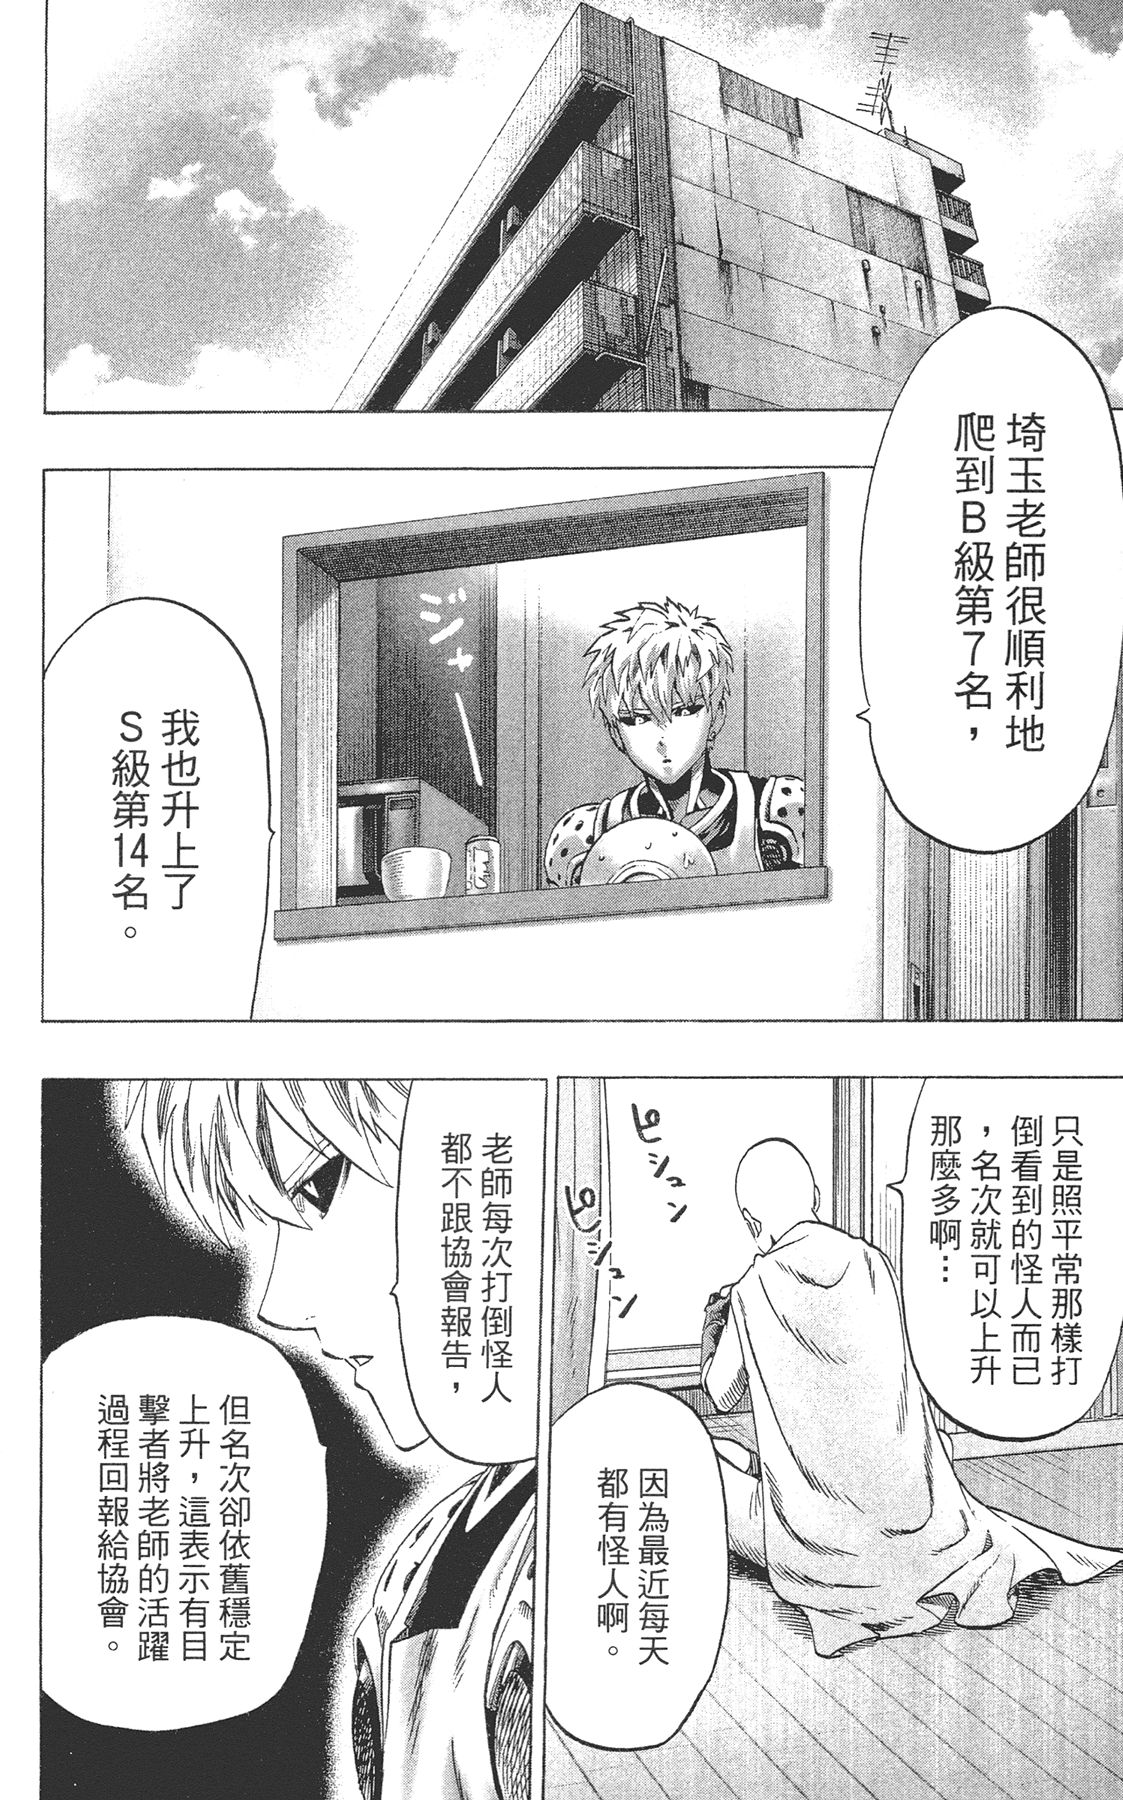 埼玉老師很順利地
爬到B級第7名，
ジャー
我也升上了
S級第14名。
只是照平常那樣打
倒看到的怪人而已
，名次就可以上升
那麼多啊…
ピシュン
ピシュン
因為最近每天
都有怪人啊。
老師每次打倒怪人
都不跟協會報告，
但名次卻依舊穩定
上升，這表示有目
擊者將老師的活躍
過程回報給協會。